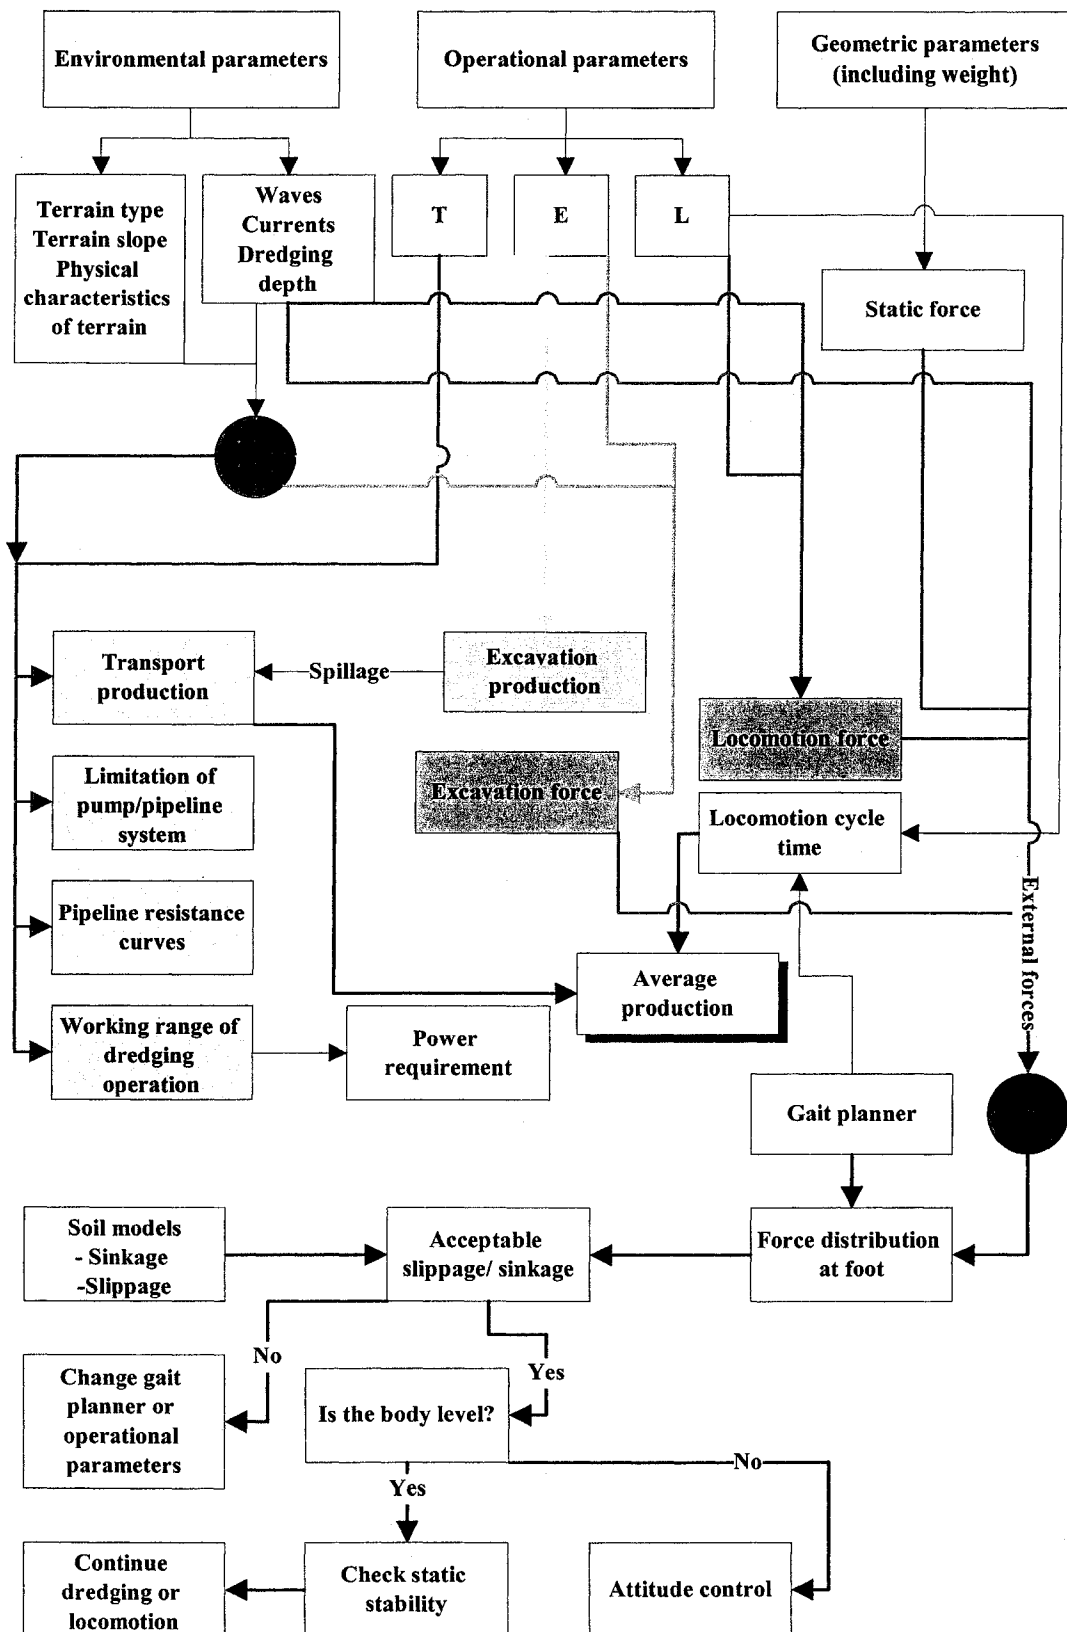 Environmental parameters
Operational parameters
Geometric parameters
(including weight)
Terrain type
Terrain slope
Physical
characteristics
of terrain
Waves
Currents
Dredging
depth
T
E
L
Static force
Transport
production
Spillage
Excavation
production
Locomotion force
Limitation of
pump/pipeline
system
Excavation force
Locomotion cycle
time
Pipeline resistance
curves
External forces
Average
production
Working range of
dredging
operation
Power
requirement
Gait planner
Soil models
- Sinkage
-Slippage
Acceptable
slippage/ sinkage
Force distribution
at foot
No
Yes
Change gait
planner or
operational
parameters
Is the body level?
No
Yes
Continue
dredging or
locomotion
Check static
stability
Attitude control